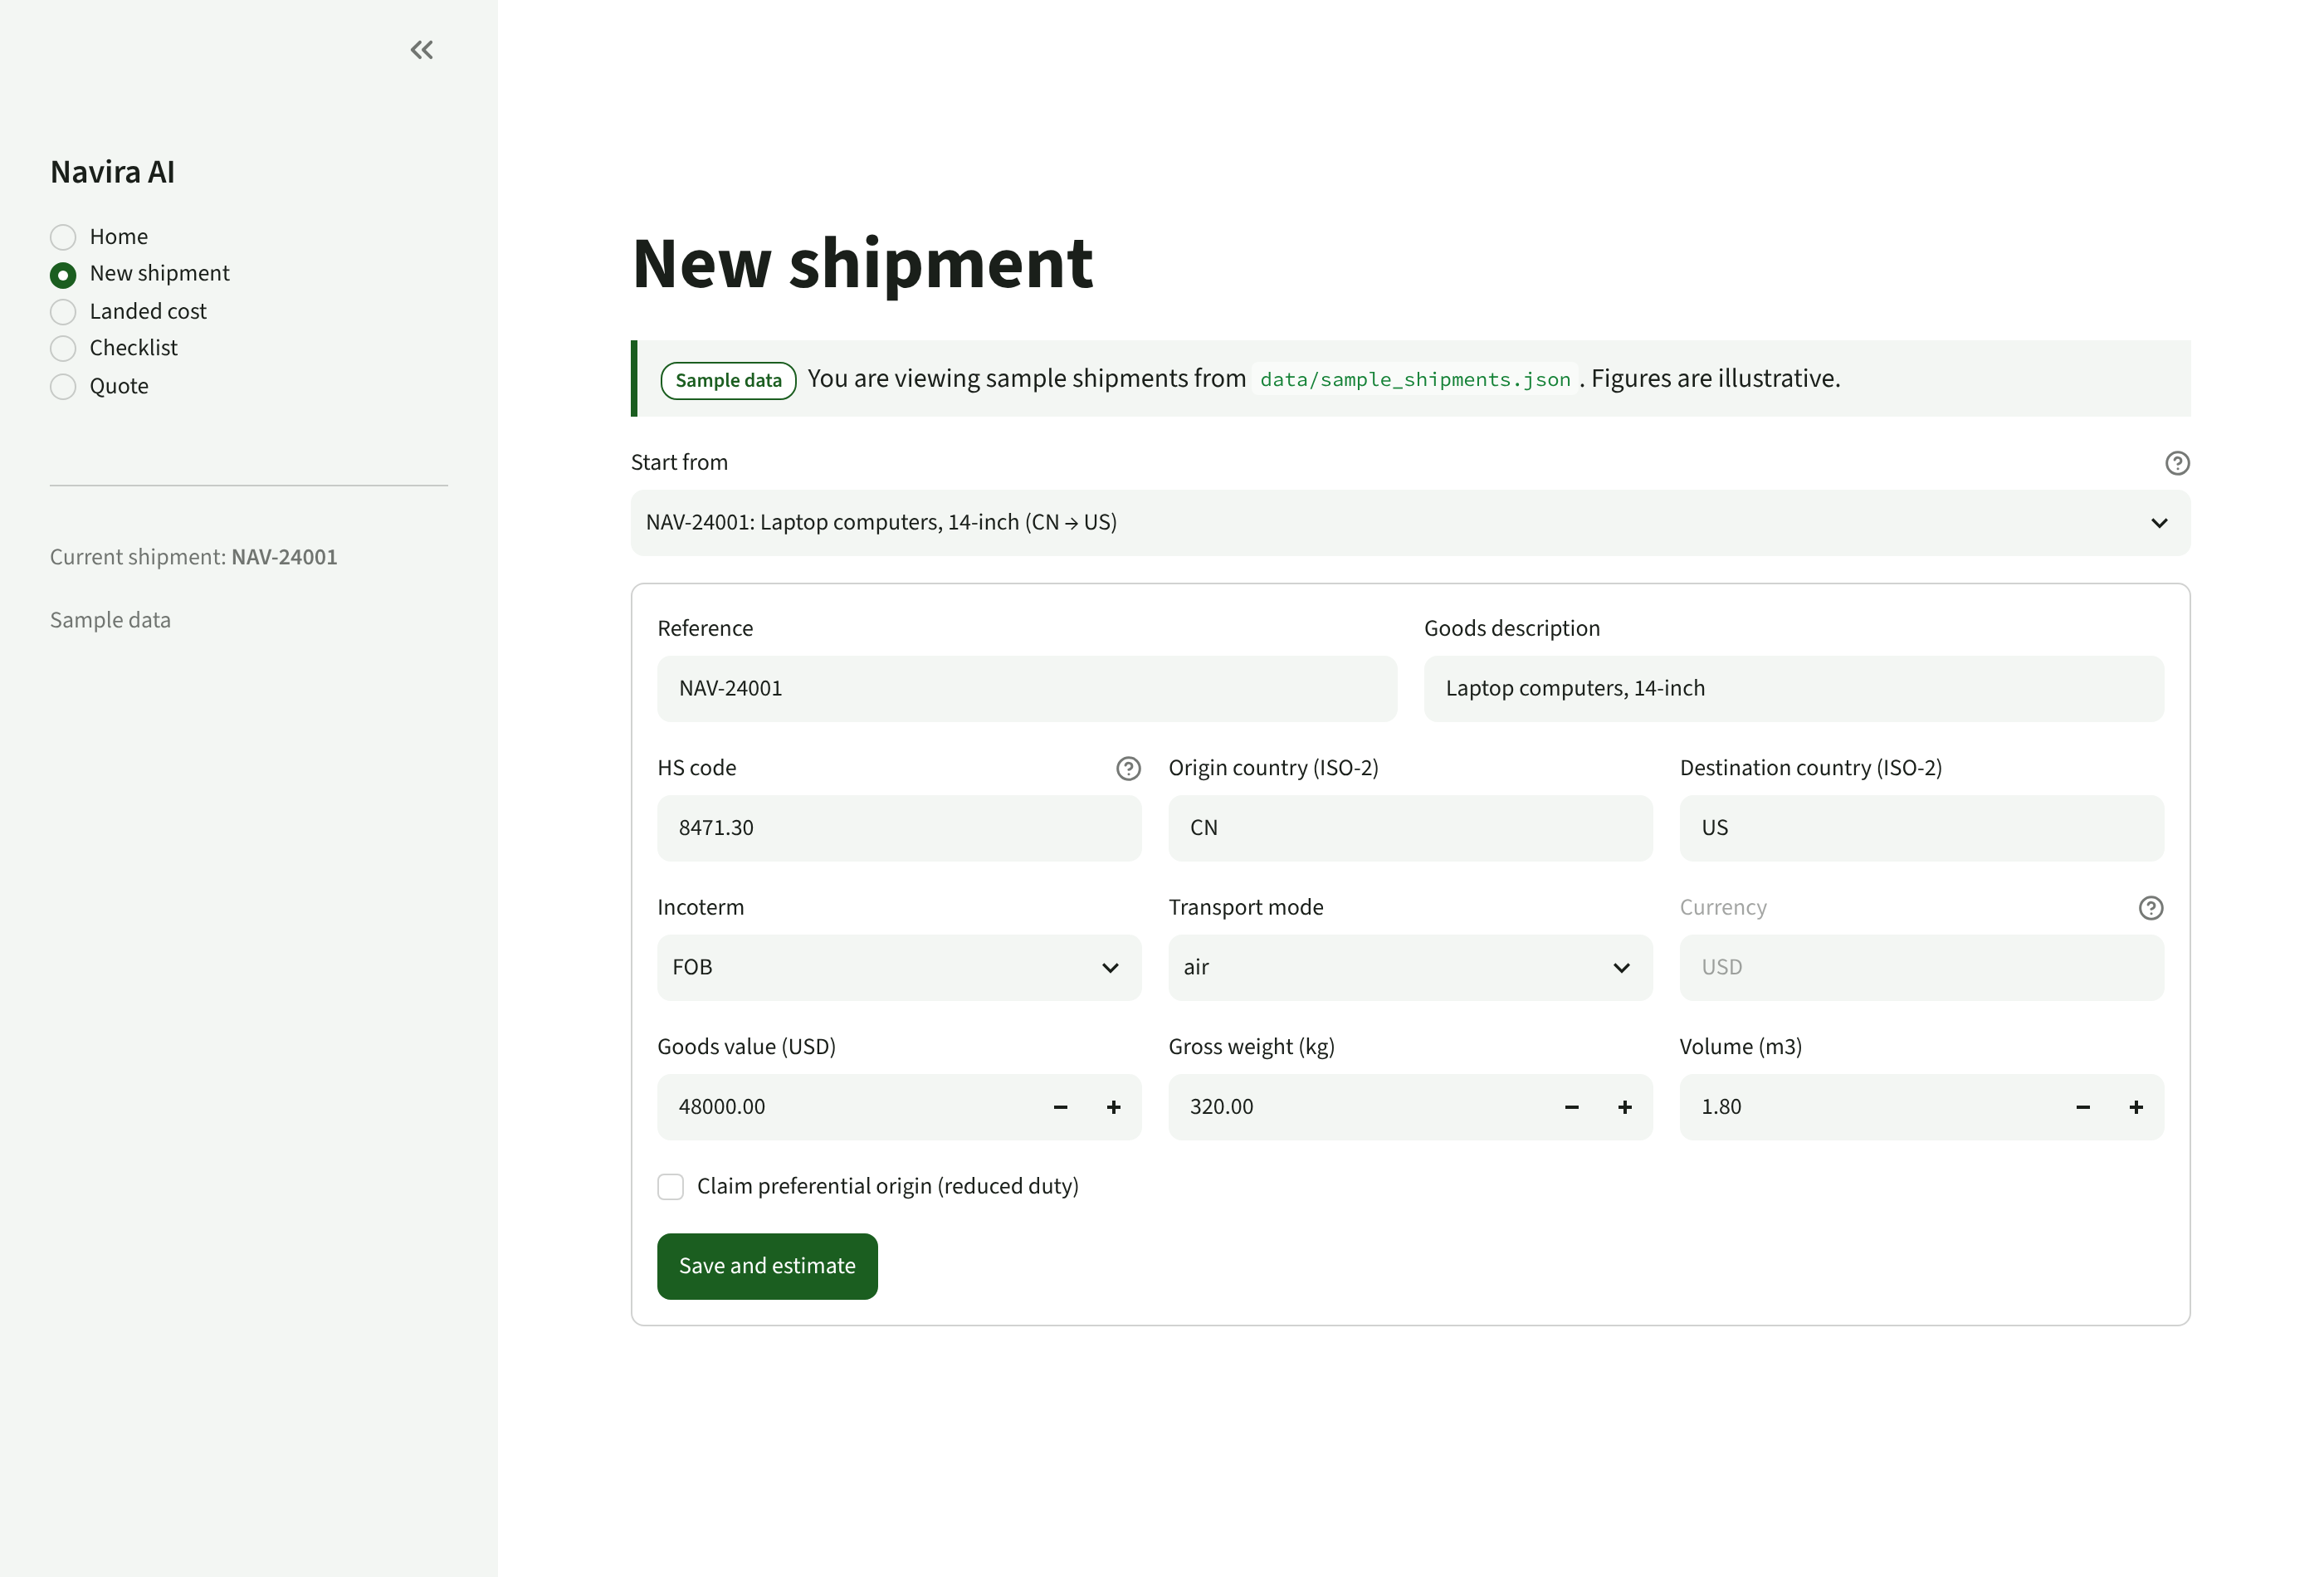 Navira AI
Home
New shipment
Landed cost
Checklist
Quote
Current shipment: NAV-24001
Sample data
New shipment
Sample data You are viewing sample shipments from data/sample_shipments.json. Figures are illustrative.
Start from
NAV-24001: Laptop computers, 14-inch (CN → US)
Reference Goods description
NAV-24001 Laptop computers, 14-inch
HS code Origin country (ISO-2) Destination country (ISO-2)
8471.30 CN US
Incoterm Transport mode Currency
FOB air USD
Goods value (USD) Gross weight (kg) Volume (m3)
48000.00 320.00 1.80
Claim preferential origin (reduced duty)
Save and estimate